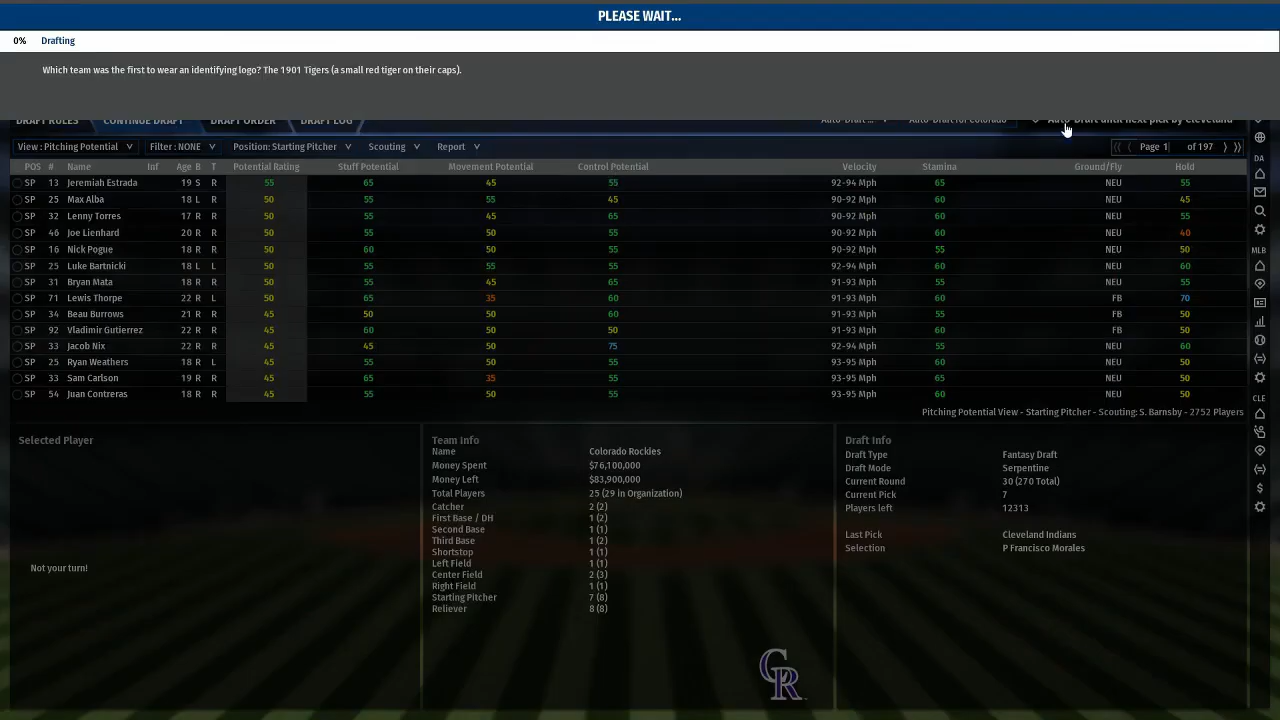 PLEASE WAIT...
0% Drafting
Which team was the first to wear an identifying logo? The 1901 Tigers (a small red tiger on their caps).
DRAFT RULES CONTINUE DRAFT DRAFT ORDER DRAFT LOG Auto-Draft ... Auto-Draft for Colorado Auto-Draft until next pick by Cleveland
View : Pitching Potential Filter : NONE Position: Starting Pitcher Scouting Report Page 1 of 197
POS # Name Inf Age B T Potential Rating Stuff Potential Movement Potential Control Potential Velocity Stamina Ground/Fly Hold
SP 13 Jeremiah Estrada 19 S R 55 65 45 55 92-94 Mph 65 NEU 55
SP 25 Max Alba 18 L R 50 55 55 45 90-92 Mph 60 NEU 45
SP 32 Lenny Torres 17 R R 50 55 45 65 90-92 Mph 60 NEU 55
SP 46 Joe Lienhard 20 R R 50 55 50 60 90-92 Mph 60 NEU 40
SP 16 Nick Pogue 18 R R 50 60 50 55 90-92 Mph 55 NEU 50
SP 25 Luke Bartnicki 18 L L 50 55 55 55 92-94 Mph 60 NEU 60
SP 31 Bryan Mata 18 R R 50 55 45 65 91-93 Mph 55 NEU 55
SP 71 Lewis Thorpe 22 R L 50 65 35 60 91-93 Mph 60 FB 70
SP 34 Beau Burrows 21 R R 45 50 50 60 91-93 Mph 55 FB 50
SP 92 Vladimir Gutierrez 22 R R 45 60 50 50 91-93 Mph 60 FB 50
SP 33 Jacob Nix 22 R R 45 45 50 75 92-94 Mph 55 NEU 60
SP 25 Ryan Weathers 18 R L 45 55 50 55 93-95 Mph 60 NEU 50
SP 33 Sam Carlson 19 R R 45 65 35 55 93-95 Mph 65 NEU 50
SP 54 Juan Contreras 18 R R 45 55 50 55 93-95 Mph 60 NEU 50
Pitching Potential View - Starting Pitcher - Scouting: S. Barnsby - 2752 Players
Selected Player
Not your turn!
Team Info
Name Colorado Rockies
Money Spent $76,100,000
Money Left $83,900,000
Total Players 25 (29 in Organization)
Catcher 2 (2)
First Base / DH 1 (2)
Second Base 1 (1)
Third Base 1 (2)
Shortstop 1 (1)
Left Field 1 (1)
Center Field 2 (3)
Right Field 1 (1)
Starting Pitcher 7 (8)
Reliever 8 (8)
CR
Draft Info
Draft Type Fantasy Draft
Draft Mode Serpentine
Current Round 30 (270 Total)
Current Pick 7
Players left 12313
Last Pick Cleveland Indians
Selection P Francisco Morales
DA
MLB
CLE